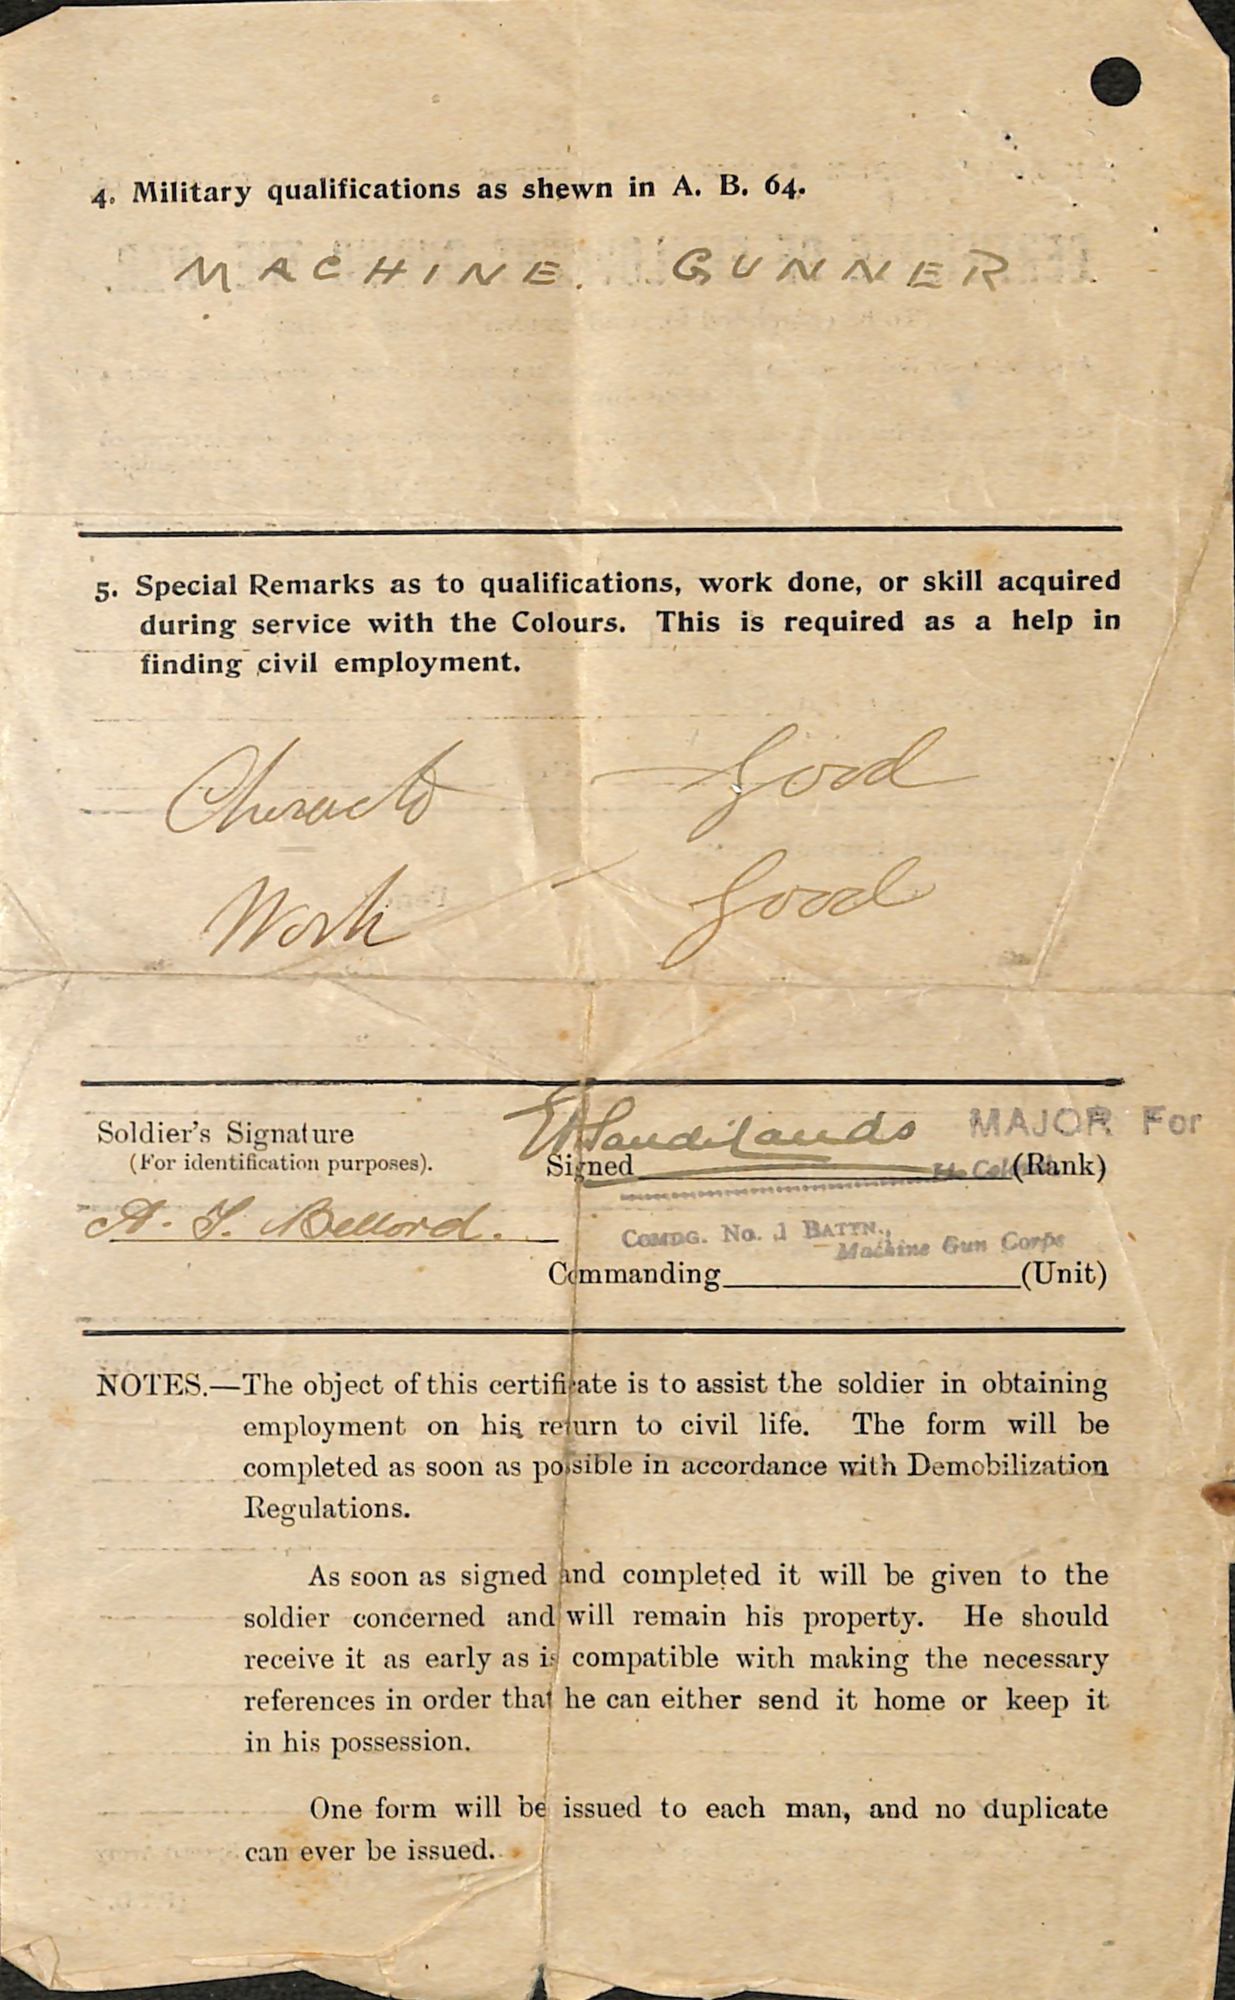 4. Military qualifications as shewn in A. B. 64.
MACHINE. GUNNER
5. Special Remarks as to qualifications, work done, or skill acquired
during service with the Colours. This is required as a help in
finding civil employment.
Character Good
Work Good
Soldier's Signature
(For identification purposes).
Sandilands MAJOR For
Signed (Rank)
A. Bellord.
COMDG. No. 1 BATTN.,
Machine Gun Corps
Commanding (Unit)
NOTES.—The object of this certificate is to assist the soldier in obtaining
employment on his return to civil life. The form will be
completed as soon as possible in accordance with Demobilization
Regulations.
As soon as signed and completed it will be given to the
soldier concerned and will remain his property. He should
receive it as early as is compatible with making the necessary
references in order that he can either send it home or keep it
in his possession.
One form will be issued to each man, and no duplicate
can ever be issued.